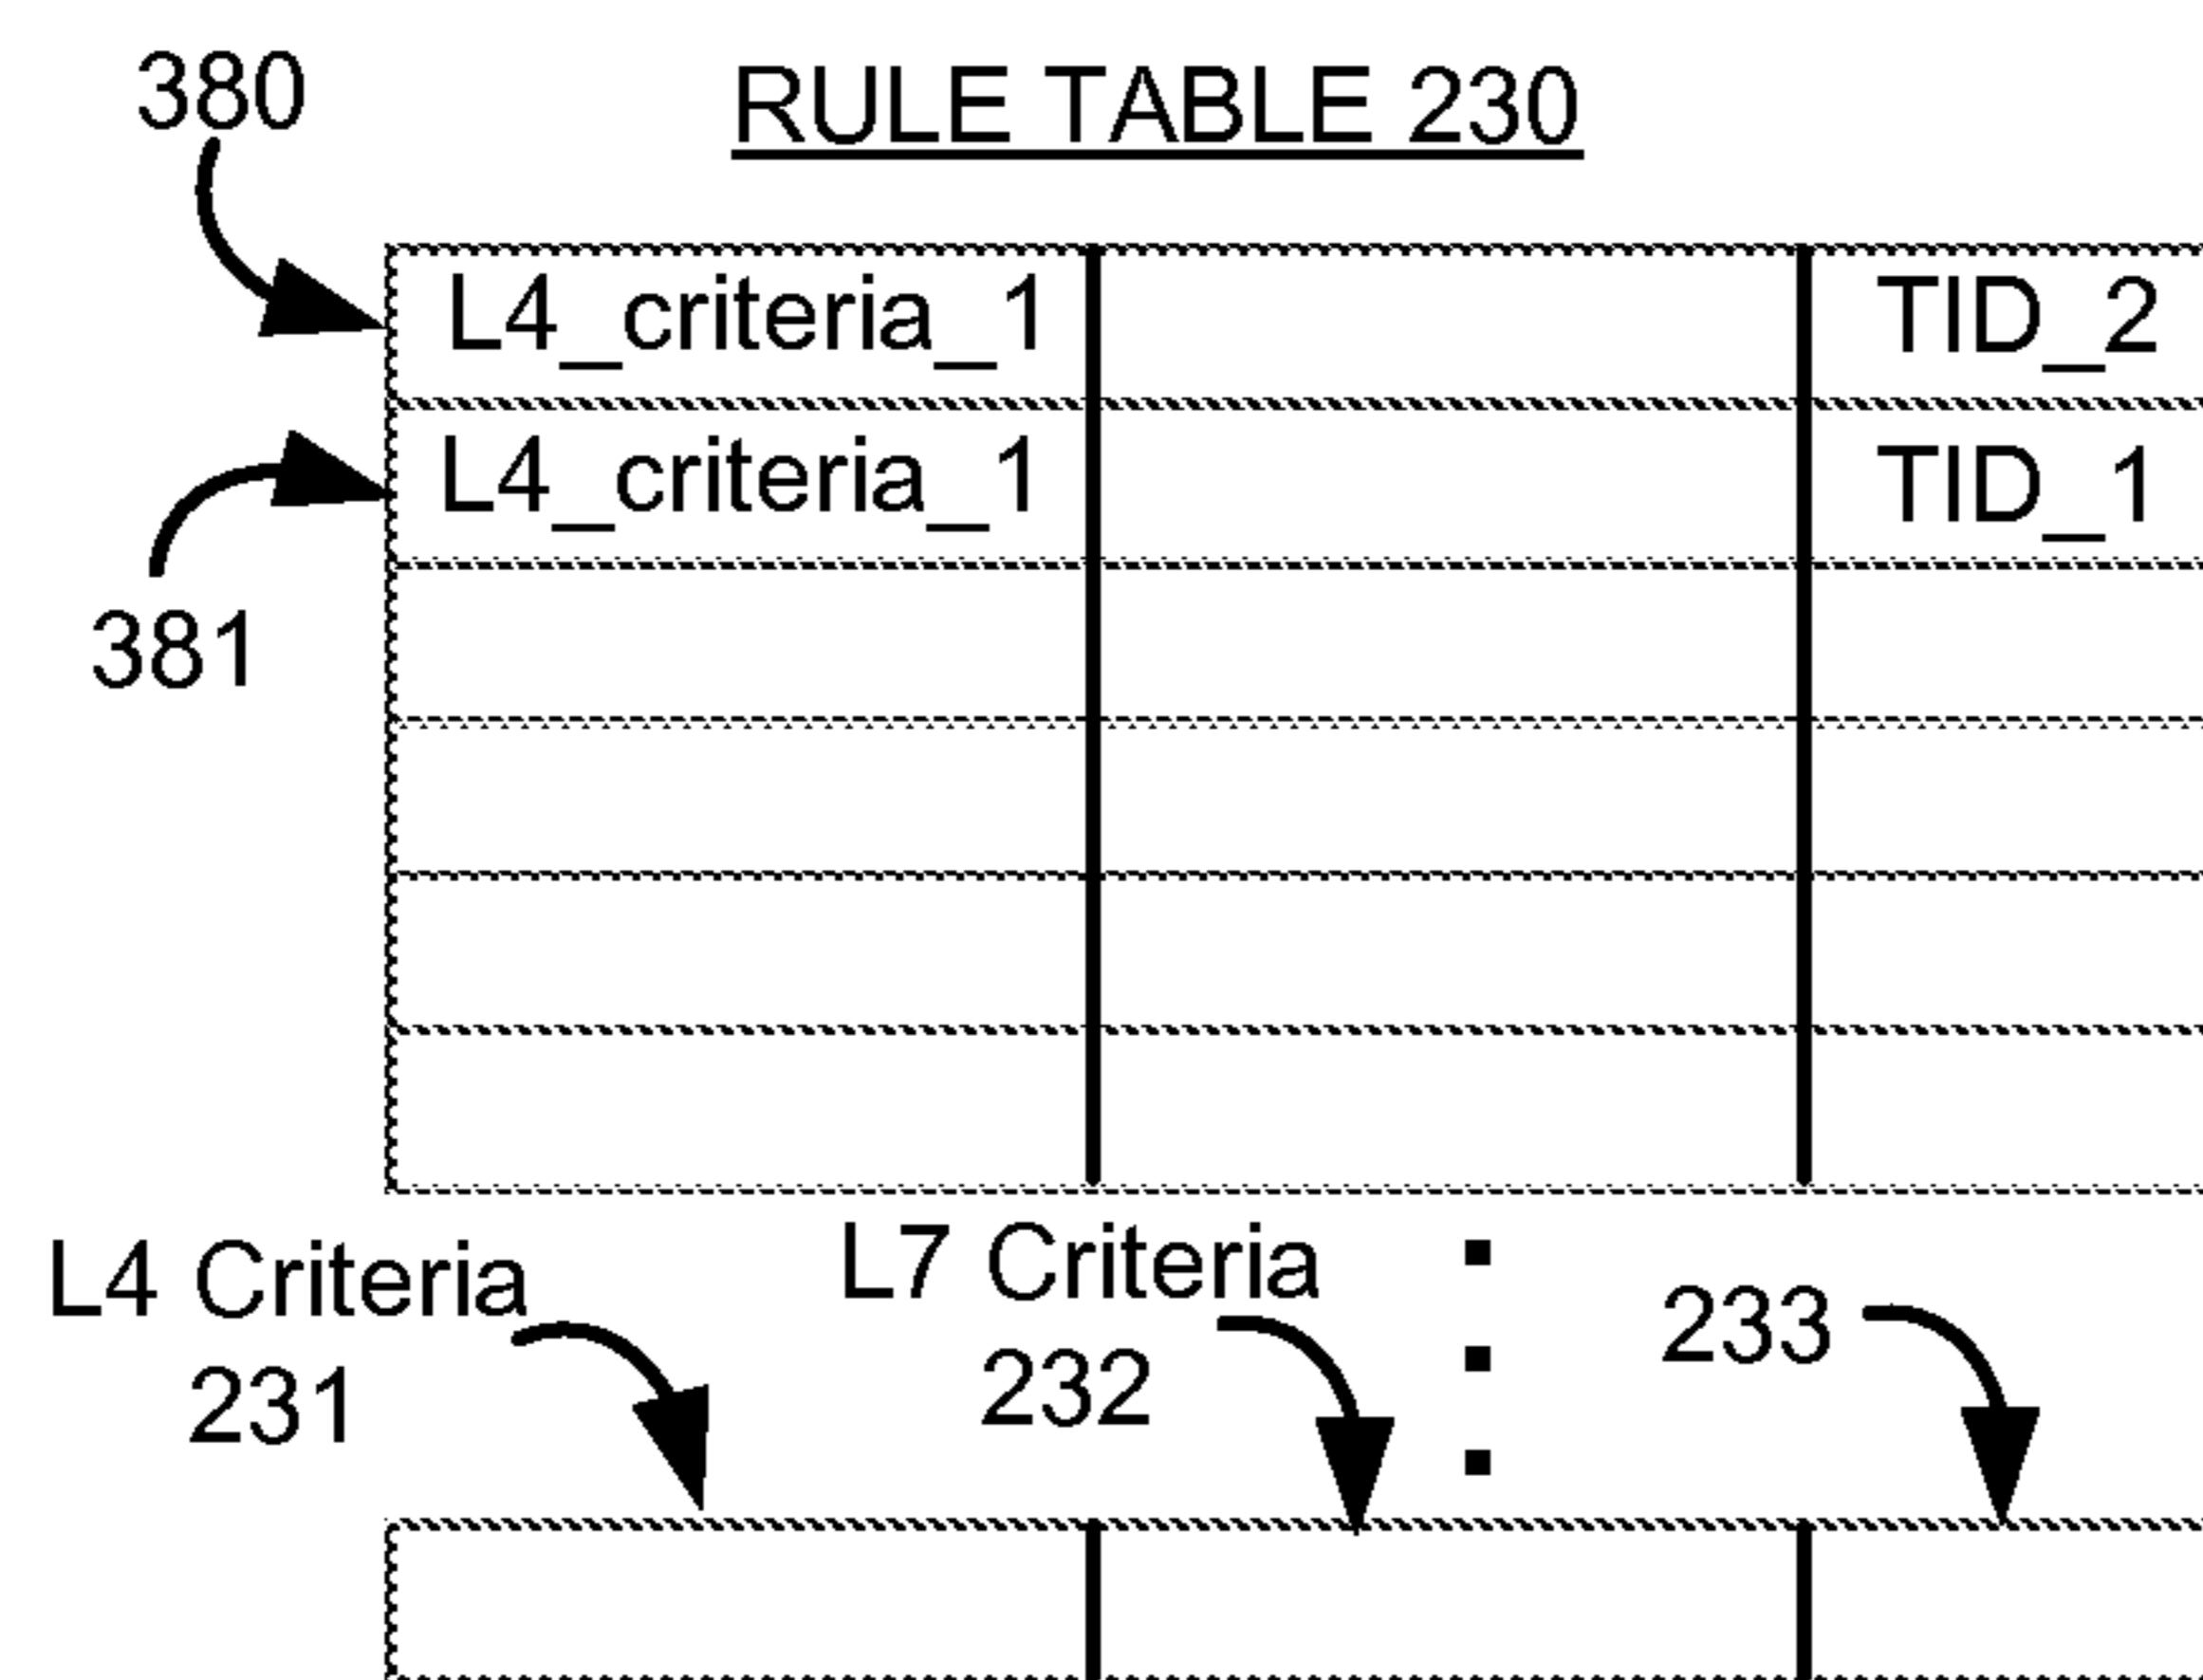 380
RULE TABLE 230
L4_criteria_1 TID_2
L4_criteria_1 TID_1
381
L4 Criteria
231
L7 Criteria
232
233